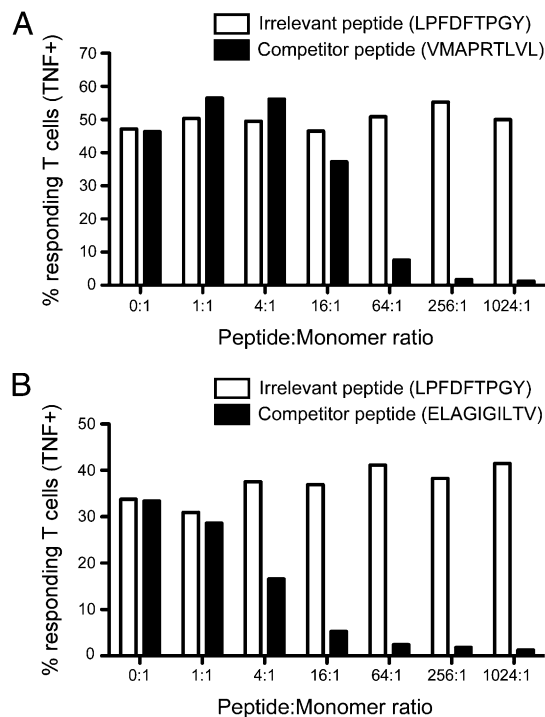 A
Irrelevant peptide (LPFDFTPGY)
Competitor peptide (VMAPRTLVL)
% responding T cells (TNF+)
70
60
50
40
30
20
10
0
0:1 1:1 4:1 16:1 64:1 256:1 1024:1
Peptide:Monomer ratio
B
Irrelevant peptide (LPFDFTPGY)
Competitor peptide (ELAGIGILTV)
% responding T cells (TNF+)
50
40
30
20
10
0
0:1 1:1 4:1 16:1 64:1 256:1 1024:1
Peptide:Monomer ratio